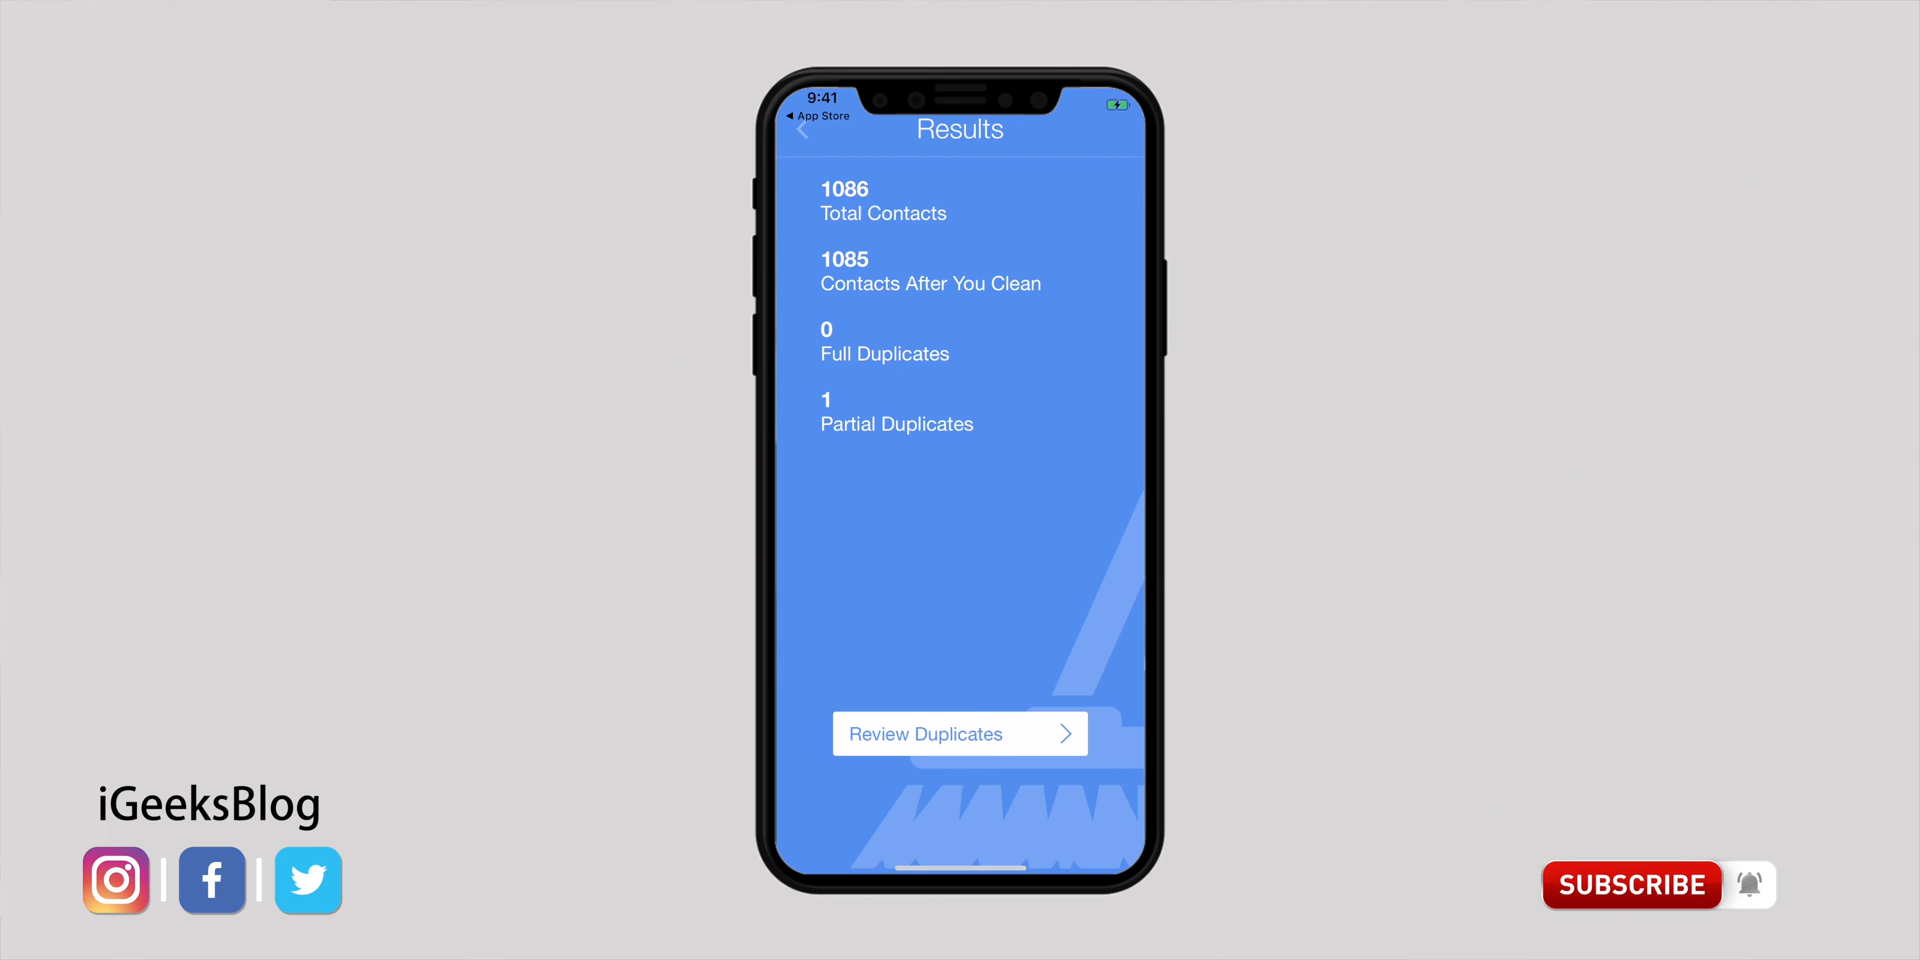 9:41
App Store
Results
1086
Total Contacts
1085
Contacts After You Clean
0
Full Duplicates
1
Partial Duplicates
Review Duplicates
iGeeksBlog
SUBSCRIBE